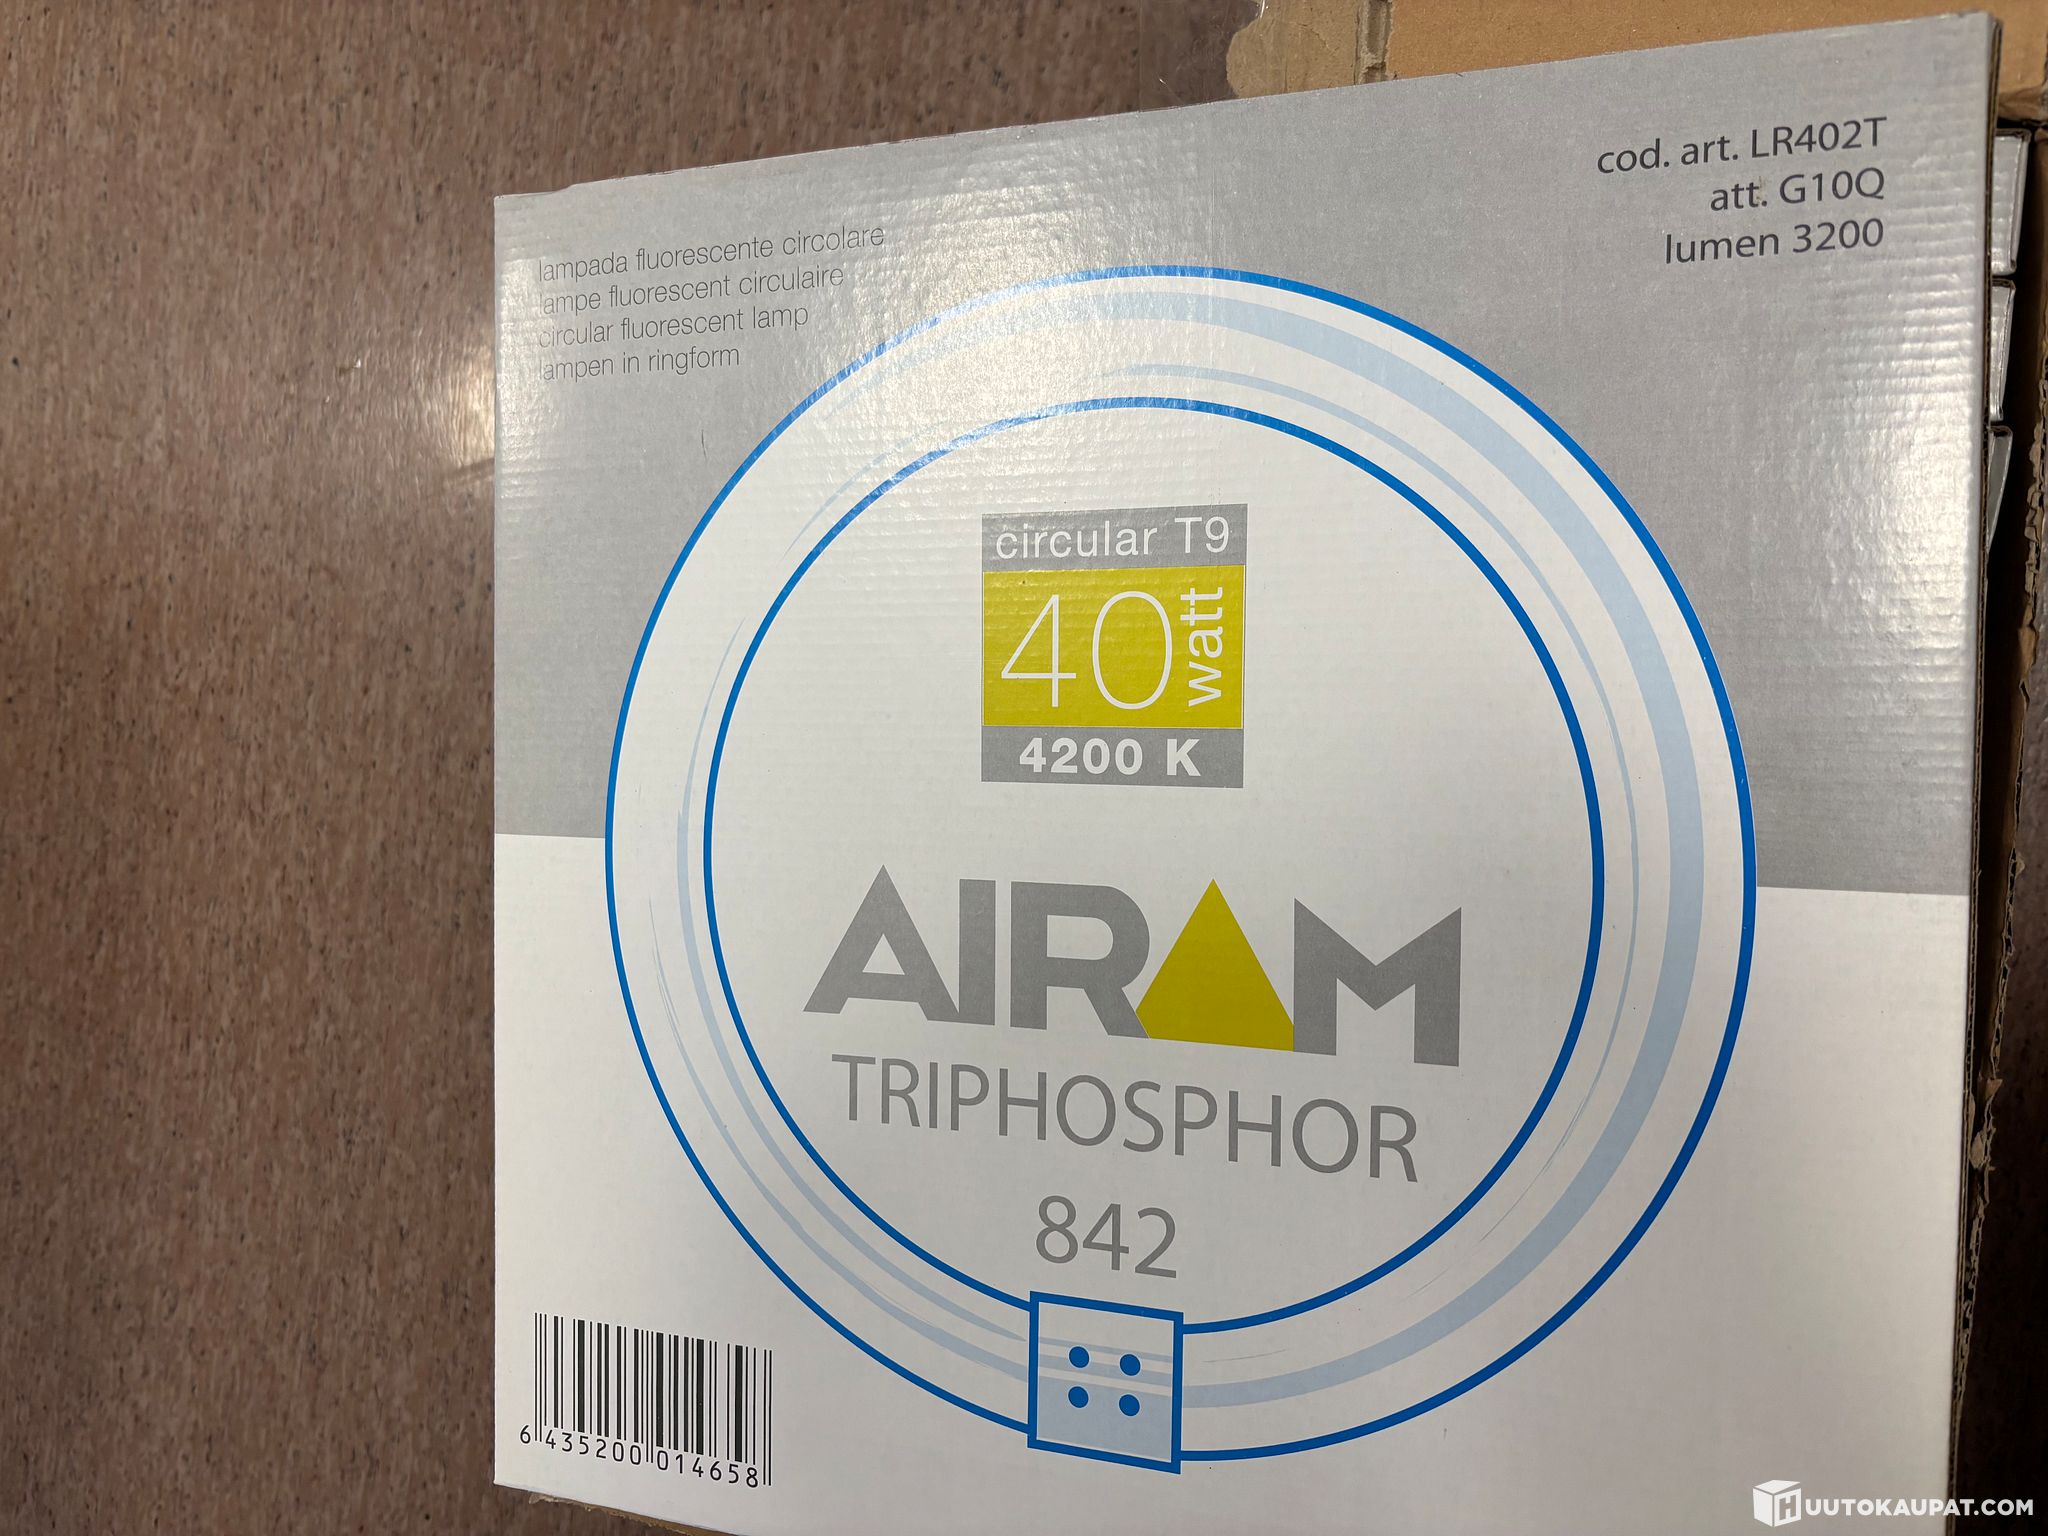 cod. art. LR402T
att. G10Q
lumen 3200
lampada fluorescente circolare
lampe fluorescent circulaire
circular fluorescent lamp
lampen in ringform
circular T9
40 watt
4200 K
AIRAM
TRIPHOSPHOR
842
6 435200 014658
HUUTOKAUPAT.COM